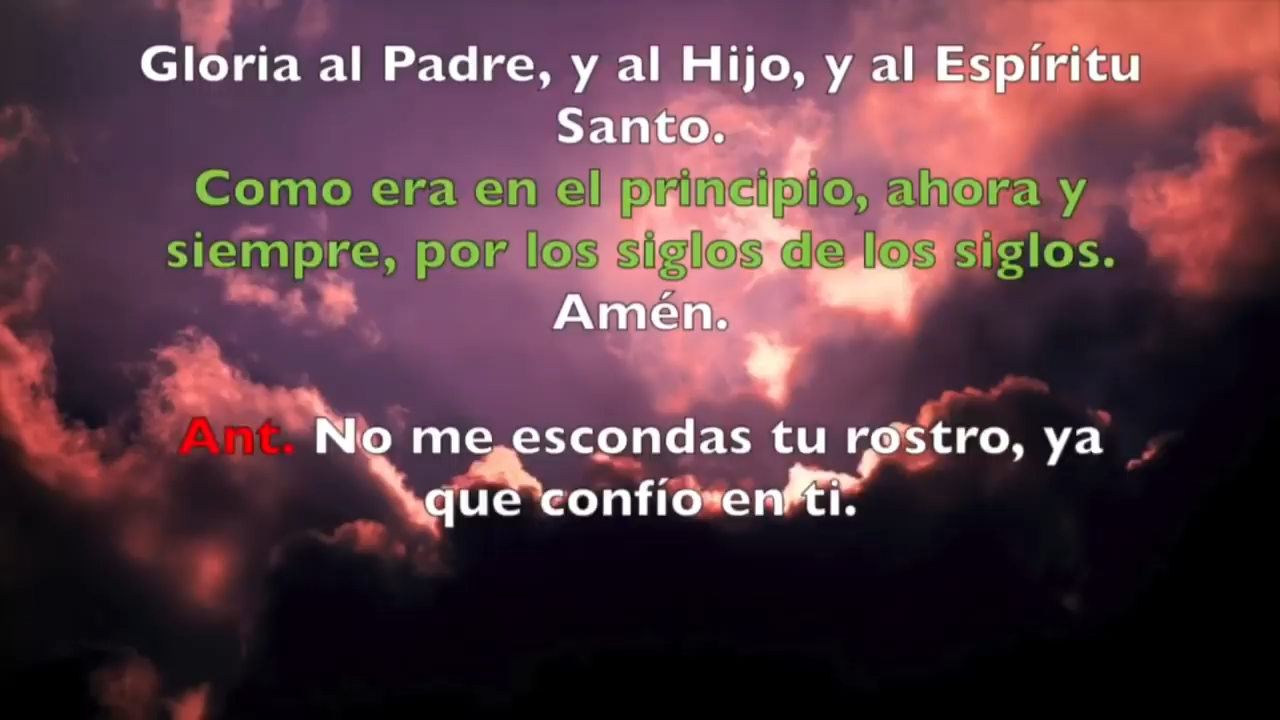 Gloria al Padre, y al Hijo, y al Espíritu
Santo.
Como era en el principio, ahora y
siempre, por los siglos de los siglos.
Amén.
Ant. No me escondas tu rostro, ya
que confío en ti.